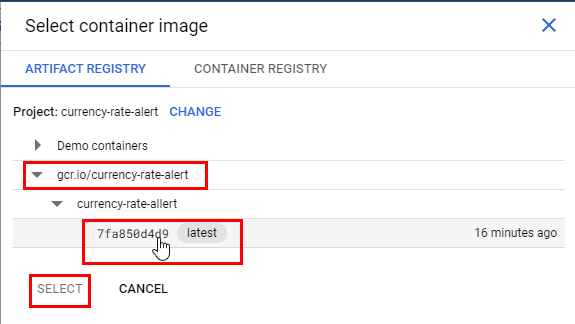 Select container image
ARTIFACT REGISTRY CONTAINER REGISTRY
Project: currency-rate-alert CHANGE
Demo containers
gcr.io/currency-rate-alert
currency-rate-allert
7fa850d4d9 latest 16 minutes ago
SELECT CANCEL